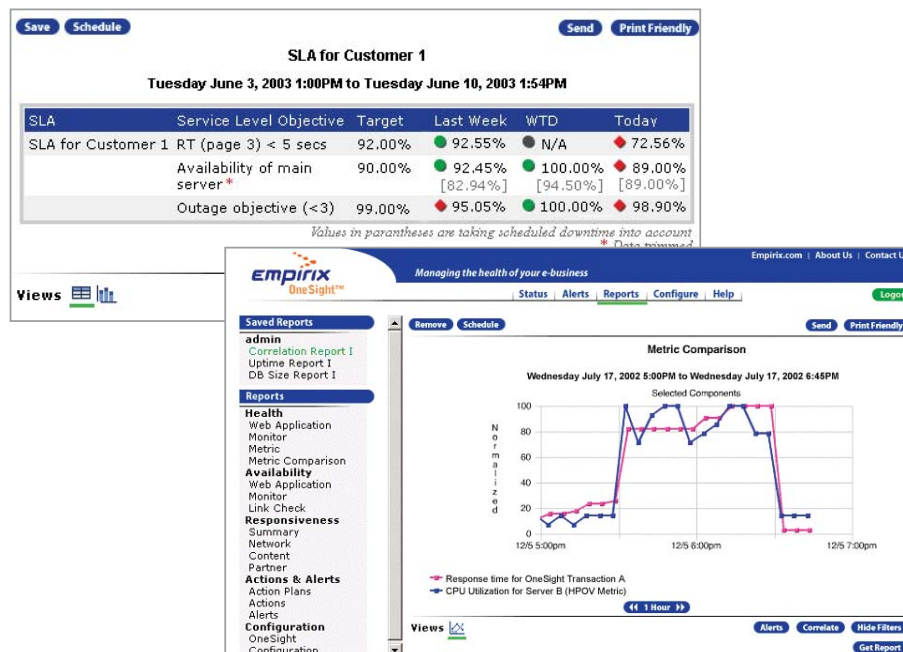 Save Schedule Send Print Friendly
SLA for Customer 1
Tuesday June 3, 2003 1:00PM to Tuesday June 10, 2003 1:54PM
SLA Service Level Objective Target Last Week WTD Today
SLA for Customer 1 RT (page 3) < 5 secs 92.00% 92.55% N/A 72.56%
Availability of main 90.00% 92.45% 100.00% 89.00%
server * [82.94%] [94.50%] [89.00%]
Outage objective (<3) 99.00% 95.05% 100.00% 98.90%
Values in parantheses are taking scheduled downtime into account
* Data trimmed
Views
Empirix.com | About Us | Contact U
EMPIRIX
OneSight™
Managing the health of your e-business
Status Alerts Reports Configure Help Logou
Saved Reports
admin
Correlation Report I
Uptime Report I
DB Size Report I
Reports
Health
Web Application
Monitor
Metric
Metric Comparison
Availability
Web Application
Monitor
Link Check
Responsiveness
Summary
Network
Content
Partner
Actions & Alerts
Action Plans
Actions
Alerts
Configuration
OneSight
Configuration
Remove Schedule Send Print Friendly
Metric Comparison
Wednesday July 17, 2002 5:00PM to Wednesday July 17, 2002 6:45PM
Selected Components
Normalized
100
80
60
40
20
0
12/5 5:00pm 12/5 6:00pm 12/5 7:00pm
Response time for OneSight Transaction A
CPU Utilization for Server B (HPOV Metric)
1 Hour
Views Alerts Correlate Hide Filters
Get Report